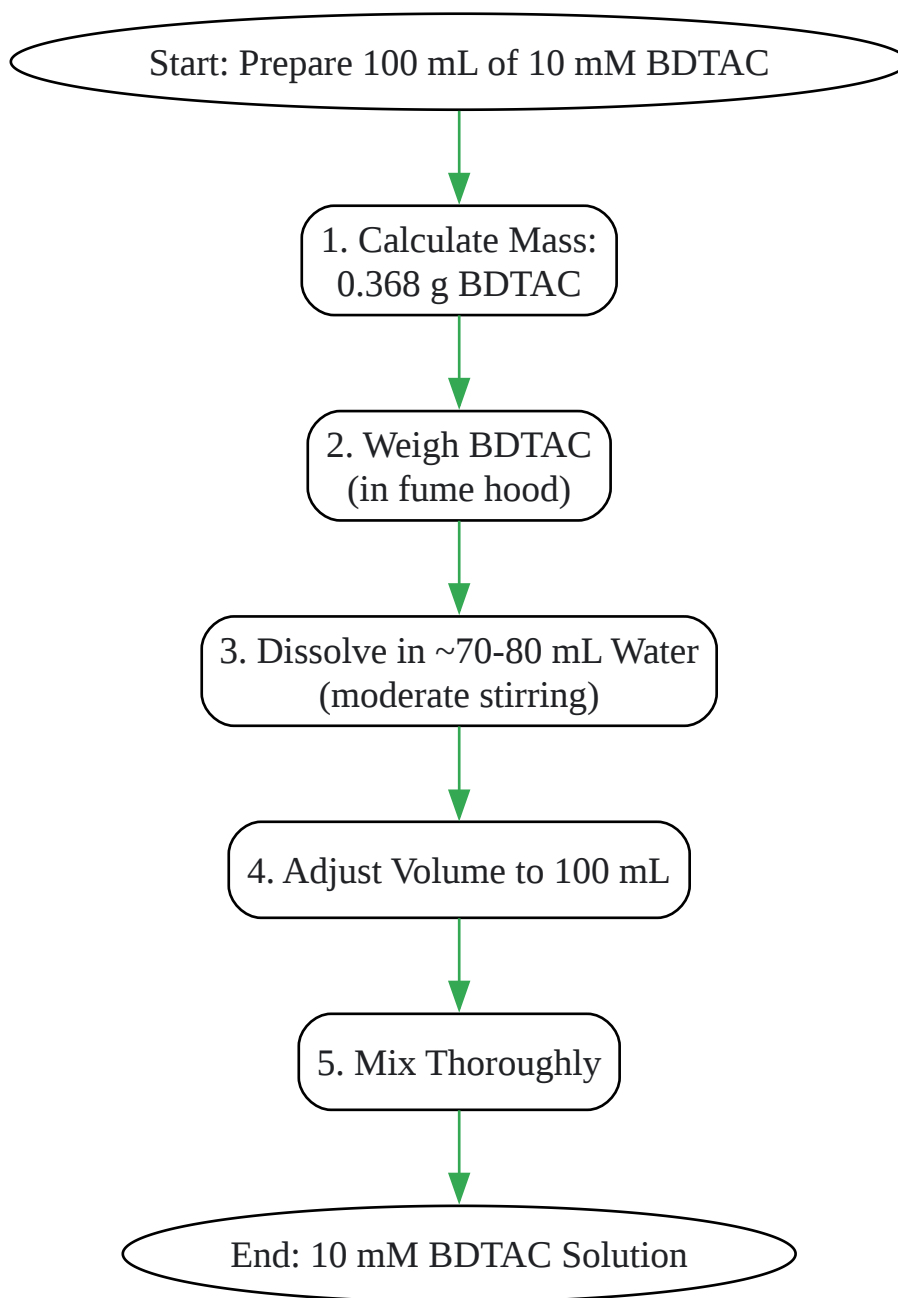 Start: Prepare 100 mL of 10 mM BDTAC
1. Calculate Mass:
0.368 g BDTAC
2. Weigh BDTAC
(in fume hood)
3. Dissolve in ~70-80 mL Water
(moderate stirring)
4. Adjust Volume to 100 mL
5. Mix Thoroughly
End: 10 mM BDTAC Solution